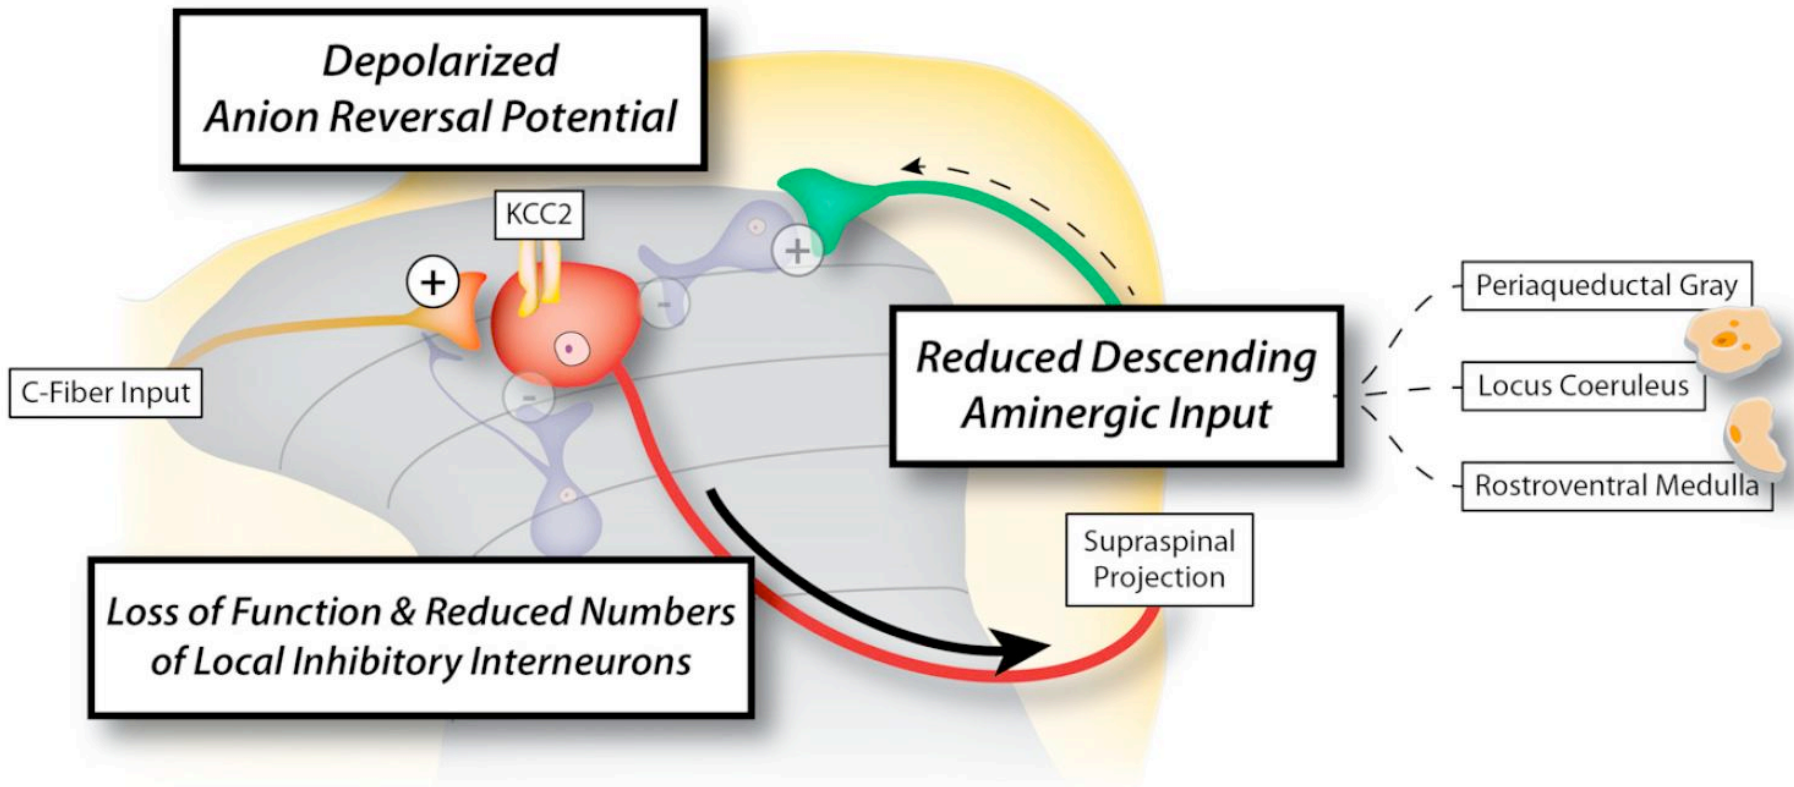 Depolarized
Anion Reversal Potential
KCC2
+
+
-
-
C-Fiber Input
Reduced Descending
Aminergic Input
Periaqueductal Gray
Locus Coeruleus
Rostroventral Medulla
Supraspinal
Projection
Loss of Function & Reduced Numbers
of Local Inhibitory Interneurons